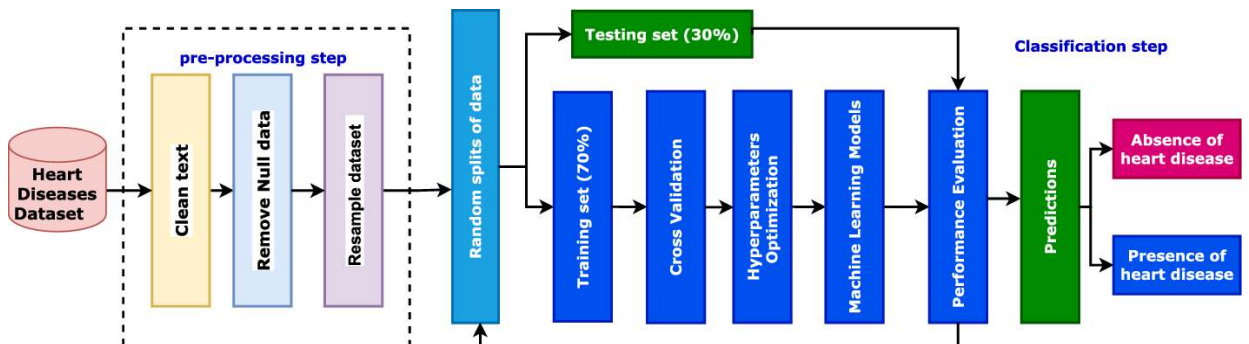 pre-processing step
Heart
Diseases
Dataset
Clean text
Remove Null data
Resample dataset
Random splits of data
Testing set (30%)
Training set (70%)
Cross Validation
Hyperparameters
Optimization
Machine Learning Models
Performance Evaluation
Classification step
Predictions
Absence of
heart disease
Presence of
heart disease